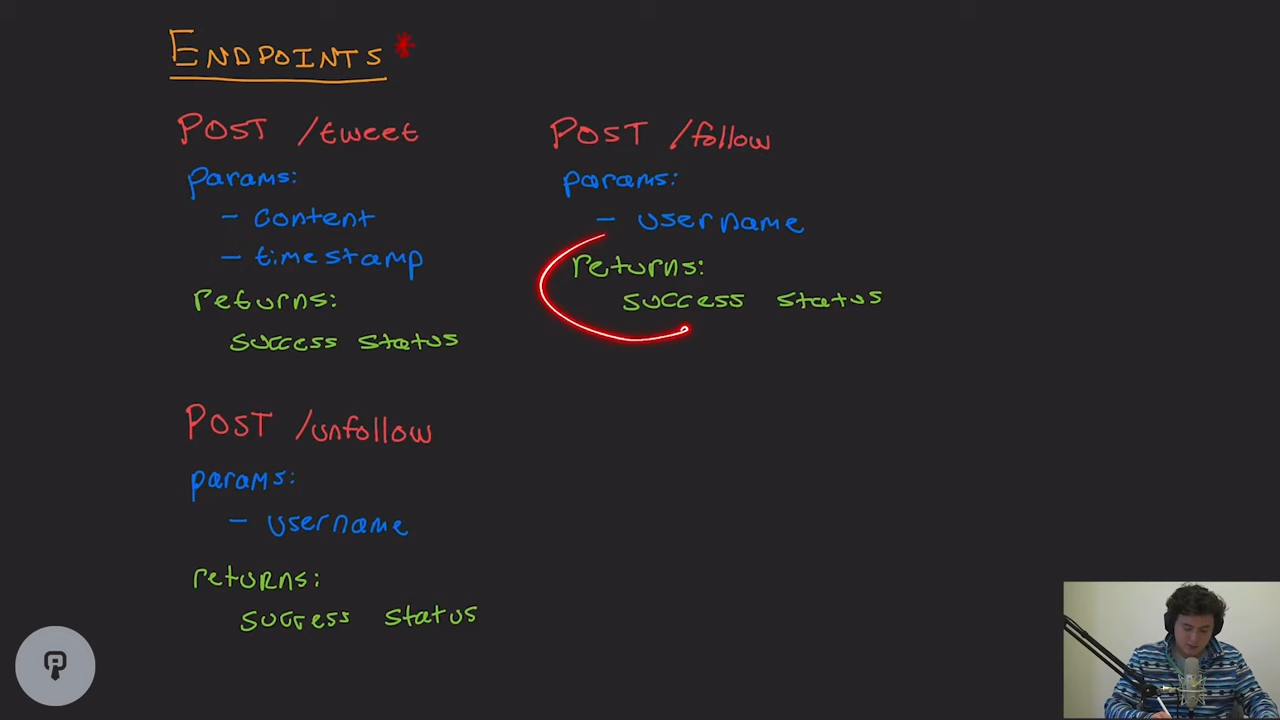 ENDPOINTS *
POST /tweet
params:
- content
- timestamp
returns:
success status
POST /follow
params:
- username
returns:
success status
POST /unfollow
params:
- username
returns:
success status